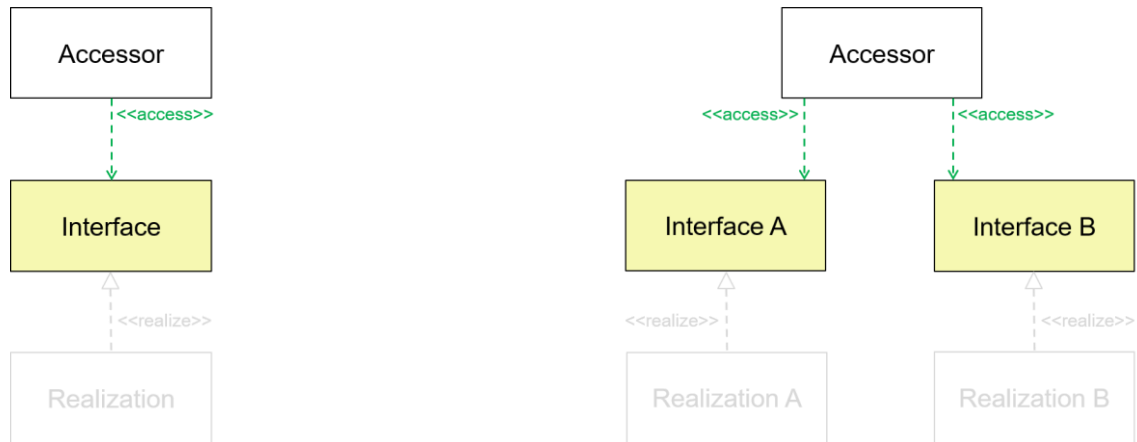 Accessor
<<access>>
Interface
<<realize>>
Realization
Accessor
<<access>>
<<access>>
Interface A
Interface B
<<realize>>
<<realize>>
Realization A
Realization B